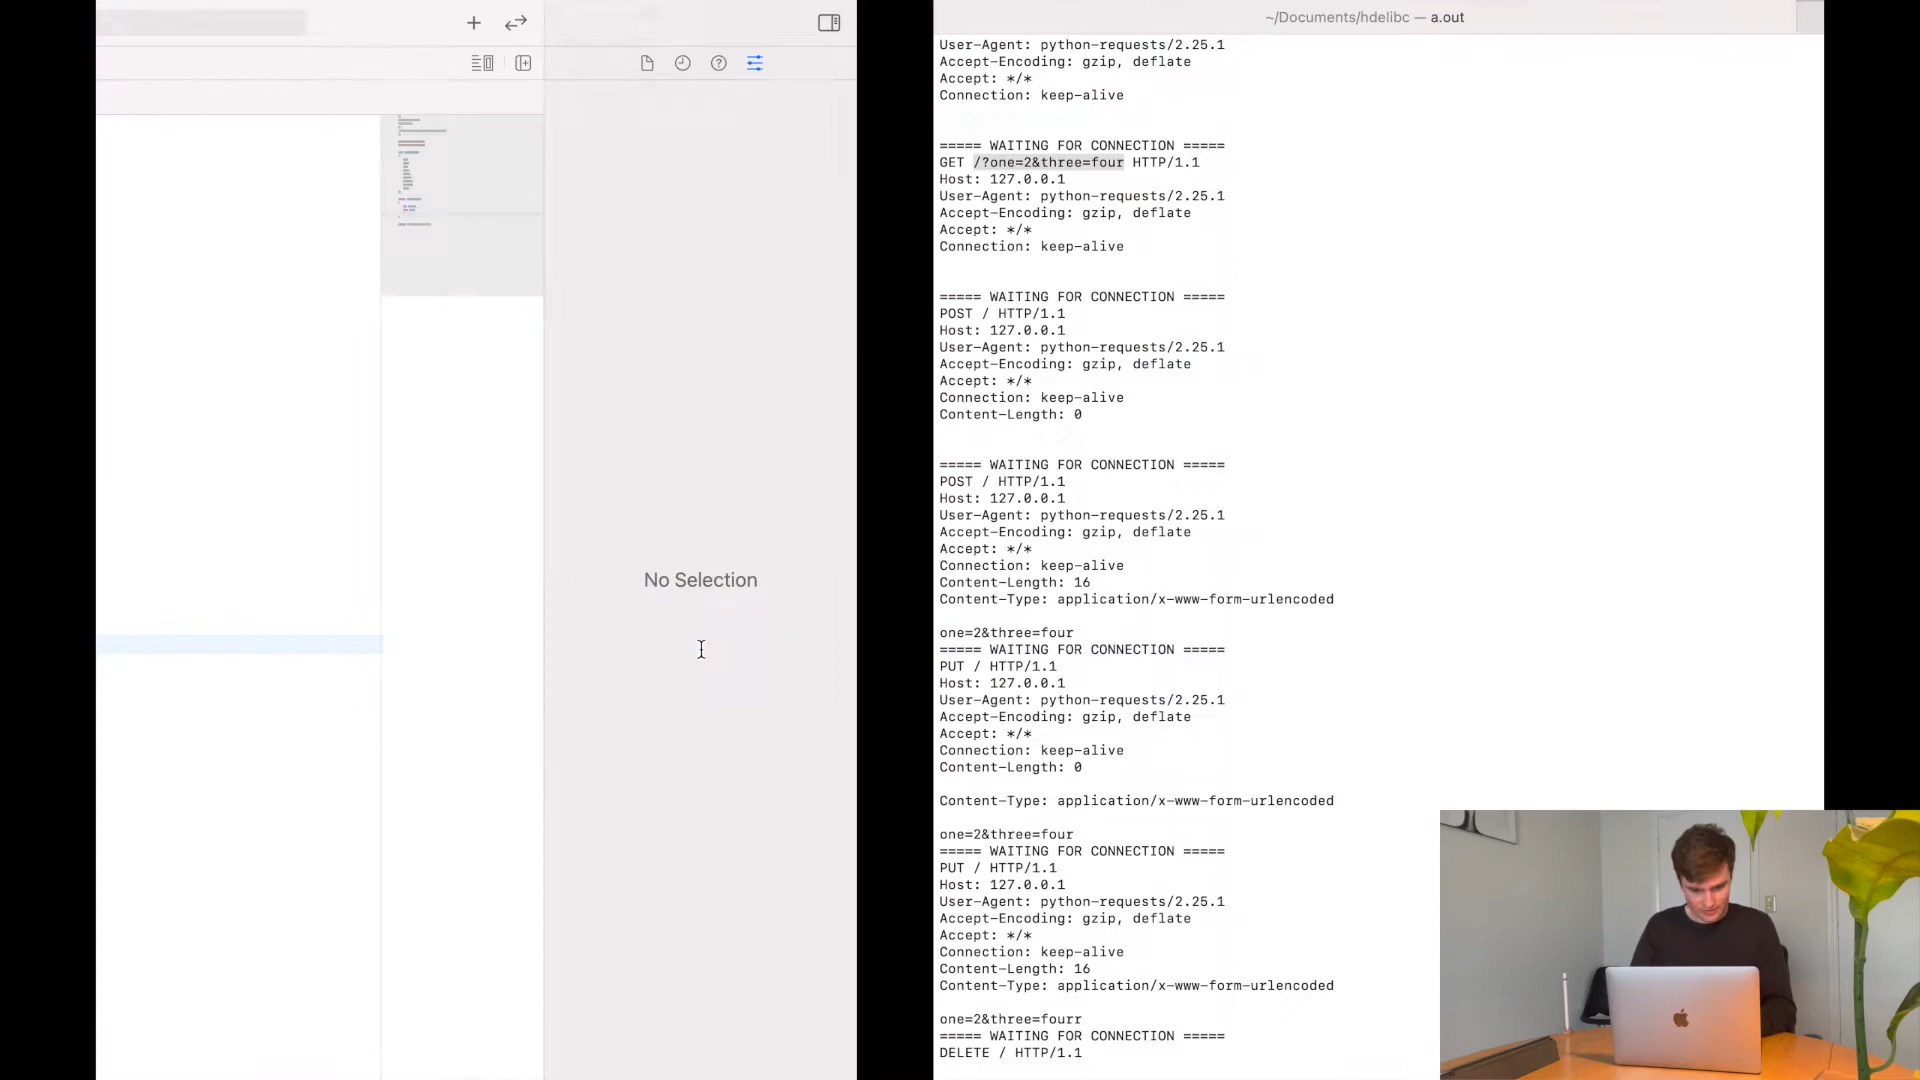 No Selection
~/Documents/hdelibc — a.out
User-Agent: python-requests/2.25.1
Accept-Encoding: gzip, deflate
Accept: */*
Connection: keep-alive
===== WAITING FOR CONNECTION =====
GET /?one=2&three=four HTTP/1.1
Host: 127.0.0.1
User-Agent: python-requests/2.25.1
Accept-Encoding: gzip, deflate
Accept: */*
Connection: keep-alive
===== WAITING FOR CONNECTION =====
POST / HTTP/1.1
Host: 127.0.0.1
User-Agent: python-requests/2.25.1
Accept-Encoding: gzip, deflate
Accept: */*
Connection: keep-alive
Content-Length: 0
===== WAITING FOR CONNECTION =====
POST / HTTP/1.1
Host: 127.0.0.1
User-Agent: python-requests/2.25.1
Accept-Encoding: gzip, deflate
Accept: */*
Connection: keep-alive
Content-Length: 16
Content-Type: application/x-www-form-urlencoded
one=2&three=four
===== WAITING FOR CONNECTION =====
PUT / HTTP/1.1
Host: 127.0.0.1
User-Agent: python-requests/2.25.1
Accept-Encoding: gzip, deflate
Accept: */*
Connection: keep-alive
Content-Length: 0
Content-Type: application/x-www-form-urlencoded
one=2&three=four
===== WAITING FOR CONNECTION =====
PUT / HTTP/1.1
Host: 127.0.0.1
User-Agent: python-requests/2.25.1
Accept-Encoding: gzip, deflate
Accept: */*
Connection: keep-alive
Content-Length: 16
Content-Type: application/x-www-form-urlencoded
one=2&three=fourr
===== WAITING FOR CONNECTION =====
DELETE / HTTP/1.1